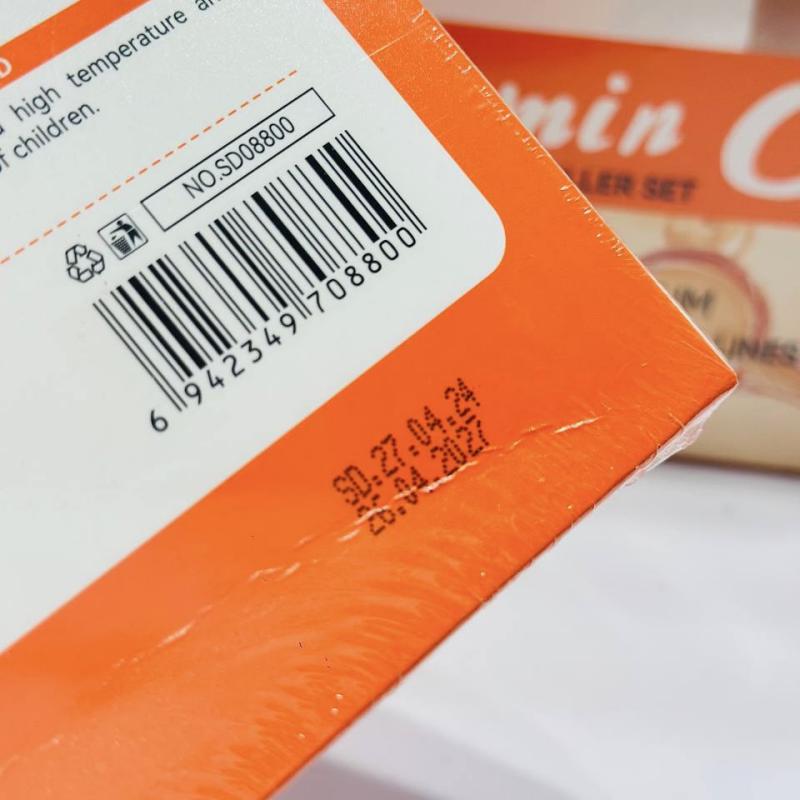 D
high temperature
of children.
NO.SD08800
6 942349 708800
SD:27.04.24
26.04.2027
min C
LLER SET
UM
LINES